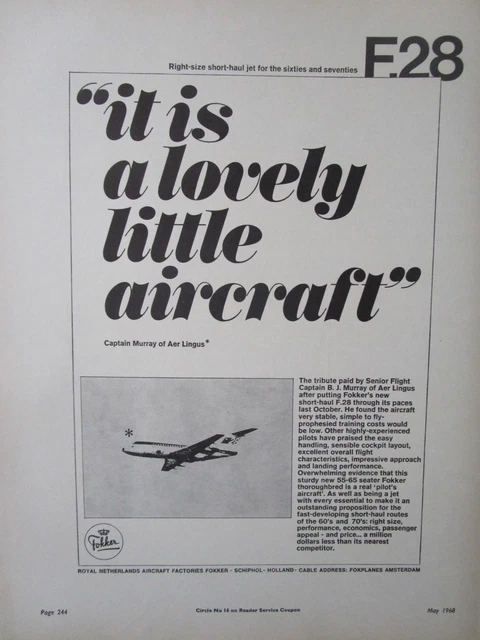 Right-size short-haul jet for the sixties and seventies
F.28
“it is
a lovely
little
aircraft”
Captain Murray of Aer Lingus*
The tribute paid by Senior Flight
Captain B. J. Murray of Aer Lingus
after putting Fokker's new
short-haul F.28 through its paces
last October. He found the aircraft
very stable, simple to fly-
prophesied training costs would
be low. Other highly-experienced
pilots have praised the easy
handling, sensible cockpit layout,
excellent overall flight
characteristics, impressive approach
and landing performance.
Overwhelming evidence that this
sturdy new 55-65 seater Fokker
thoroughbred is a real 'pilot's
aircraft'. As well as being a jet
with every essential to make it an
outstanding proposition for the
fast-developing short-haul routes
of the 60's and 70's: right size,
performance, economics, passenger
appeal - and price... a million
dollars less than its nearest
competitor.
*
Fokker
ROYAL NETHERLANDS AIRCRAFT FACTORIES FOKKER - SCHIPHOL - HOLLAND - CABLE ADDRESS: FOKPLANES AMSTERDAM
Page 244
Circle No 14 on Reader Service Coupon
May 1968